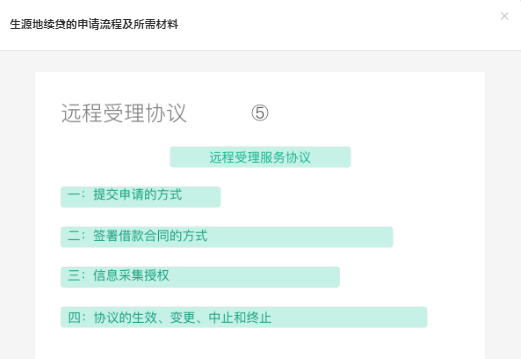 生源地续贷的申请流程及所需材料
×
远程受理协议 ⑤
远程受理服务协议
一：提交申请的方式
二：签署借款合同的方式
三：信息采集授权
四：协议的生效、变更、中止和终止